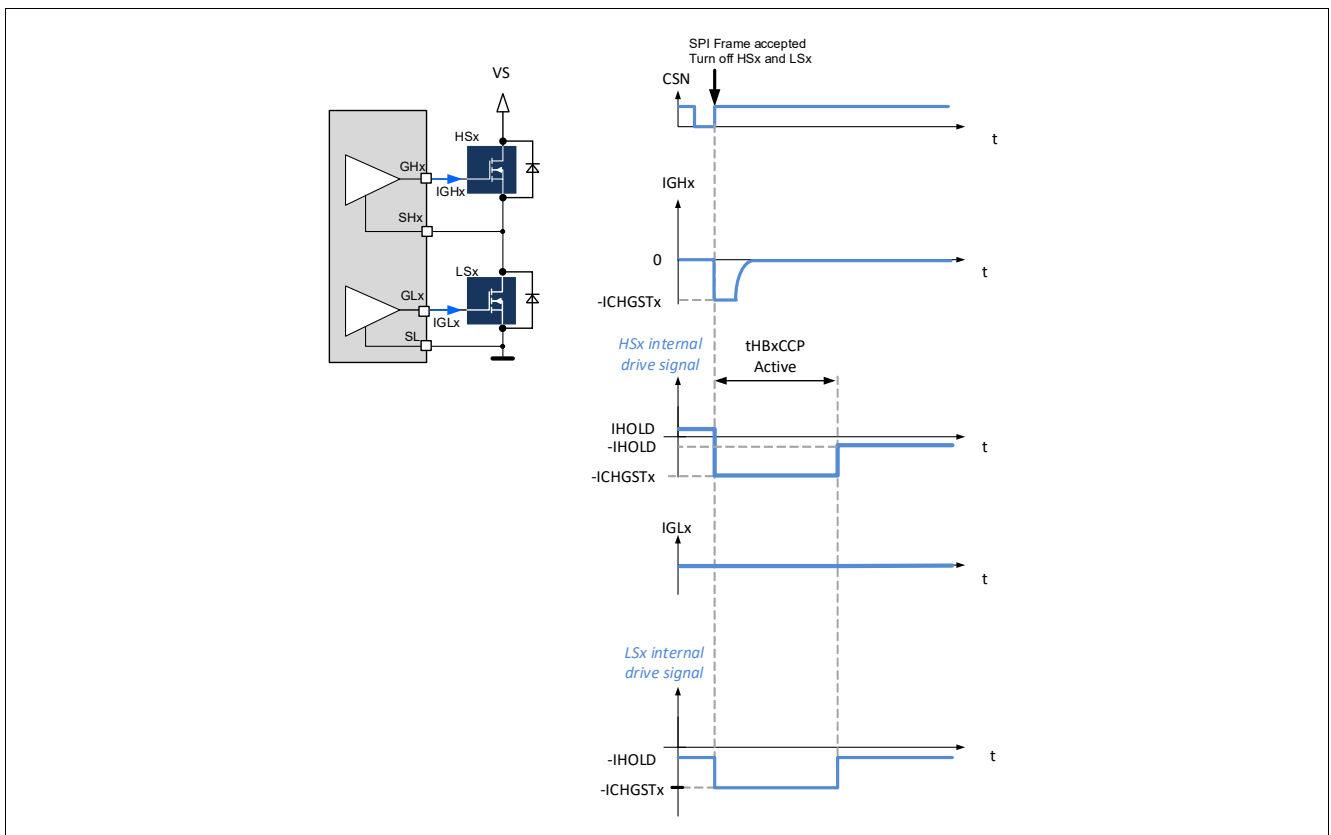 VS
HSx
GHx
IGHx
SHx
LSx
GLx
IGLx
SL
SPI Frame accepted
Turn off HSx and LSx
CSN
t
IGHx
0
t
-ICHGSTx
HSx internal
drive signal
tHBxCCP
Active
IHOLD
-IHOLD
t
-ICHGSTx
IGLx
t
LSx internal
drive signal
-IHOLD
t
-ICHGSTx